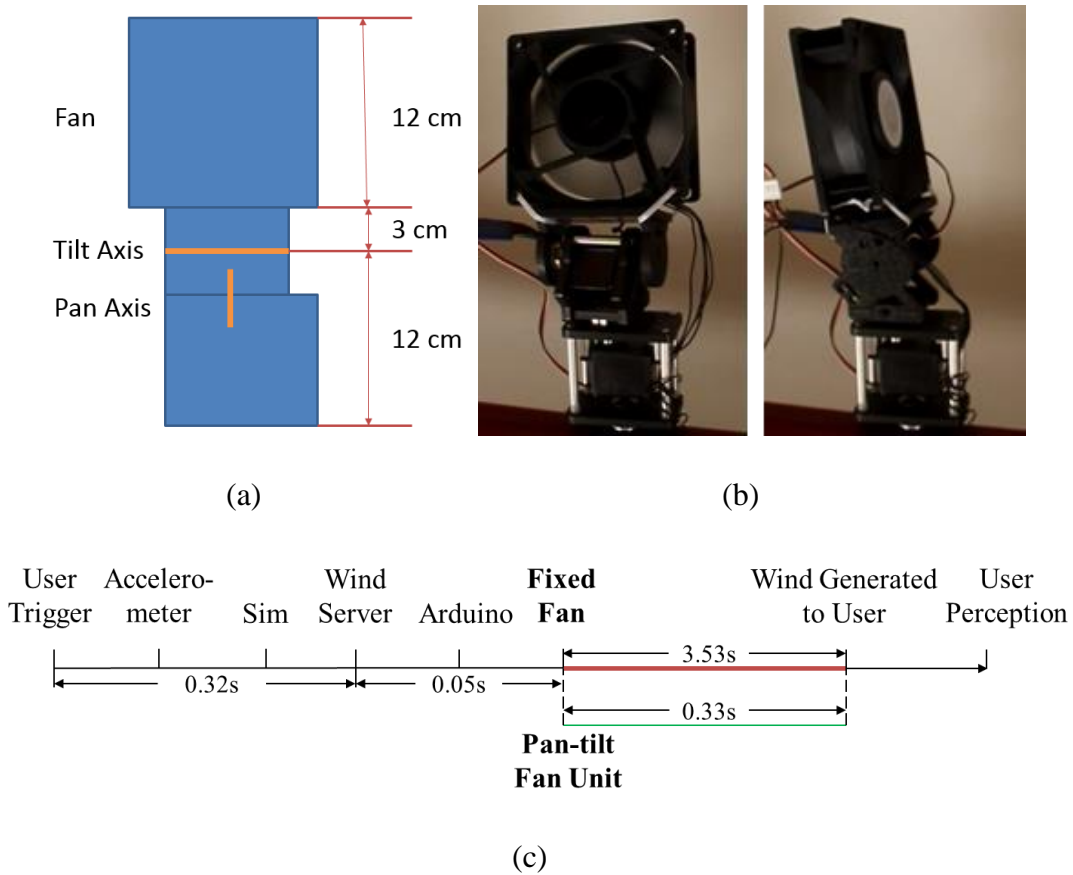 Fan
12 cm
3 cm
Tilt Axis
Pan Axis
12 cm
(a)
(b)
User
Trigger
Accelero-
meter
Sim
Wind
Server
Arduino
Fixed
Fan
Wind Generated
to User
User
Perception
3.53s
0.32s
0.05s
0.33s
Pan-tilt
Fan Unit
(c)